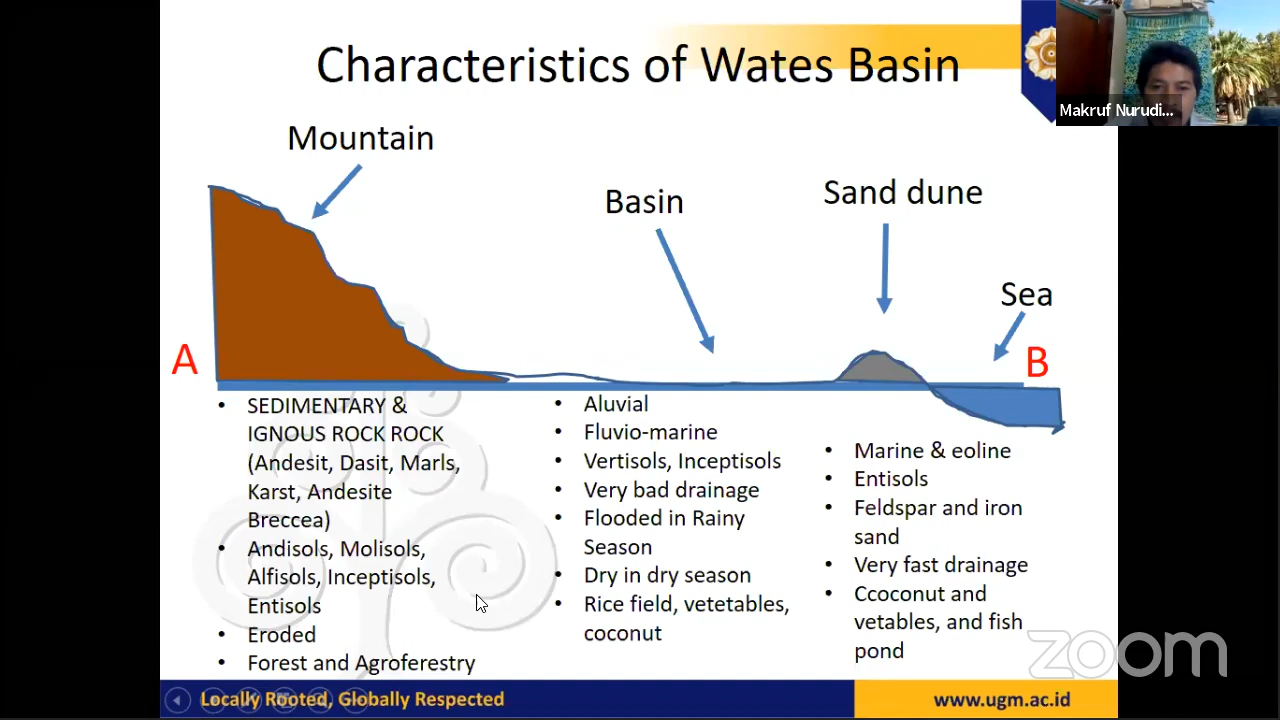 Characteristics of Wates Basin
Makruf Nurudi...
Mountain
Basin
Sand dune
Sea
A
B
• SEDIMENTARY &
IGNOUS ROCK ROCK
(Andesit, Dasit, Marls,
Karst, Andesite
Breccea)
• Andisols, Molisols,
Alfisols, Inceptisols,
Entisols
• Eroded
• Forest and Agroferestry
• Aluvial
• Fluvio-marine
• Vertisols, Inceptisols
• Very bad drainage
• Flooded in Rainy
Season
• Dry in dry season
• Rice field, vetetables,
coconut
• Marine & eoline
• Entisols
• Feldspar and iron
sand
• Very fast drainage
• Ccoconut and
vetables, and fish
pond
zoom
Locally Rooted, Globally Respected
www.ugm.ac.id